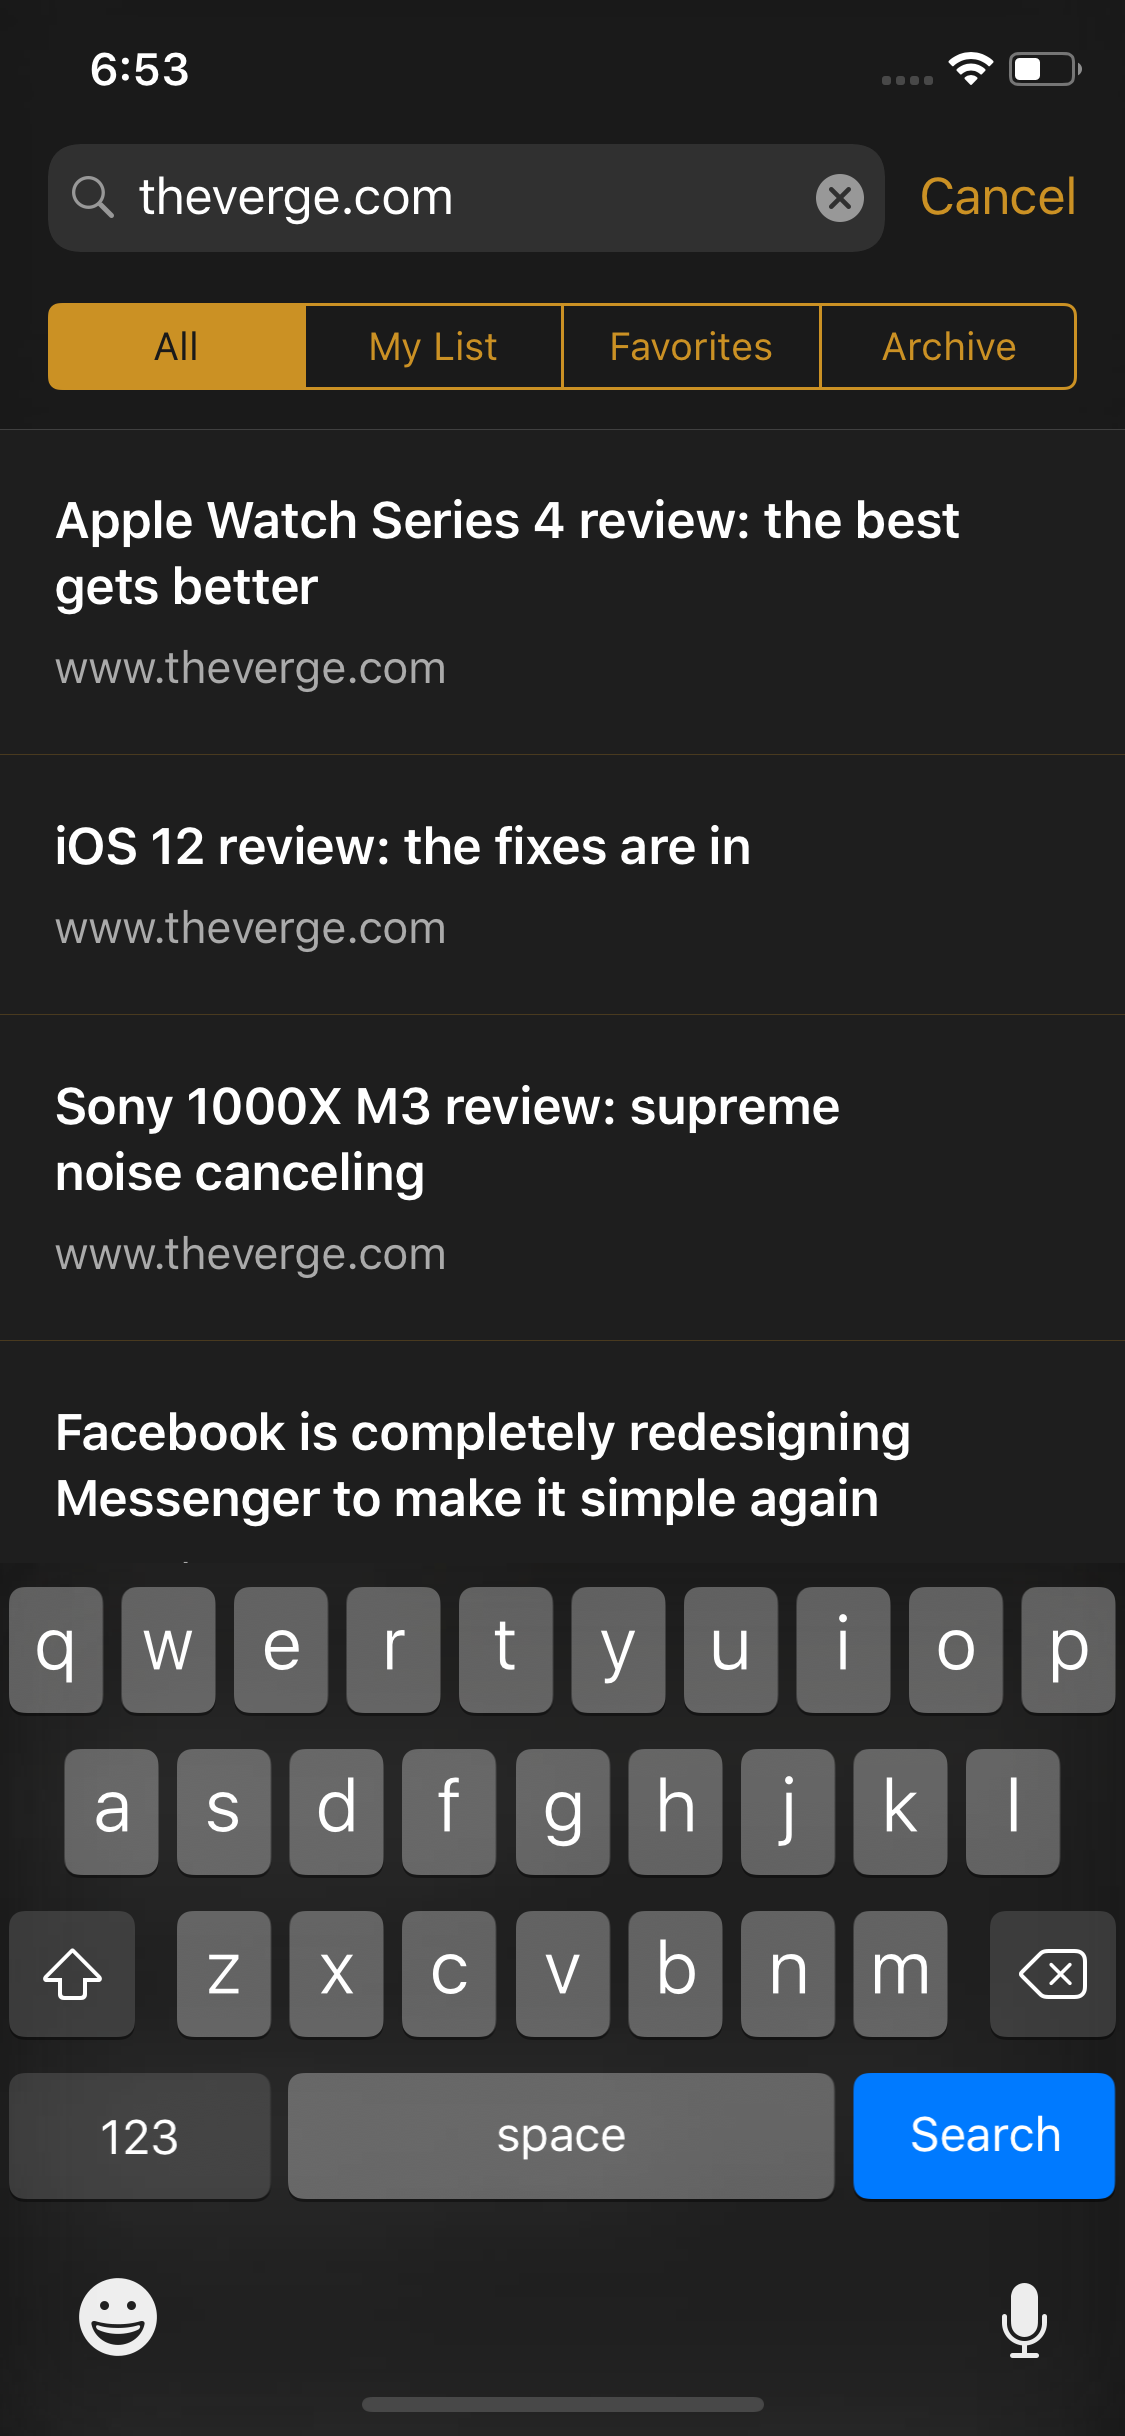 6:53
theverge.com
Cancel
All
My List
Favorites
Archive
Apple Watch Series 4 review: the best
gets better
www.theverge.com
iOS 12 review: the fixes are in
www.theverge.com
Sony 1000X M3 review: supreme
noise canceling
www.theverge.com
Facebook is completely redesigning
Messenger to make it simple again
q w e r t y u i o p
a s d f g h j k l
z x c v b n m
123
space
Search